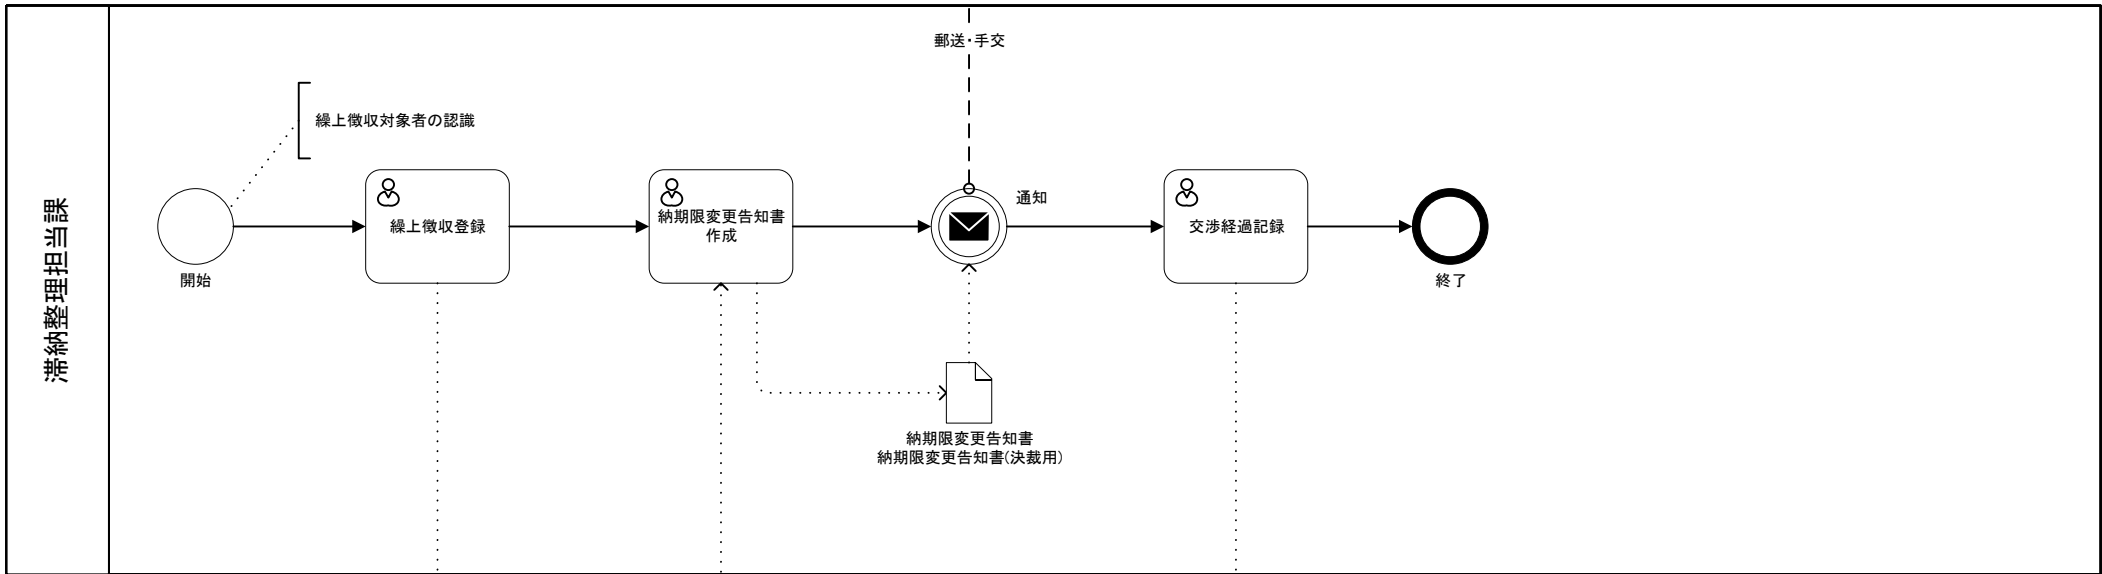 滞納整理担当課
郵送・手交
繰上徴収対象者の認識
開始
繰上徴収登録
納期限変更告知書
作成
通知
交渉経過記録
終了
納期限変更告知書
納期限変更告知書(決裁用)